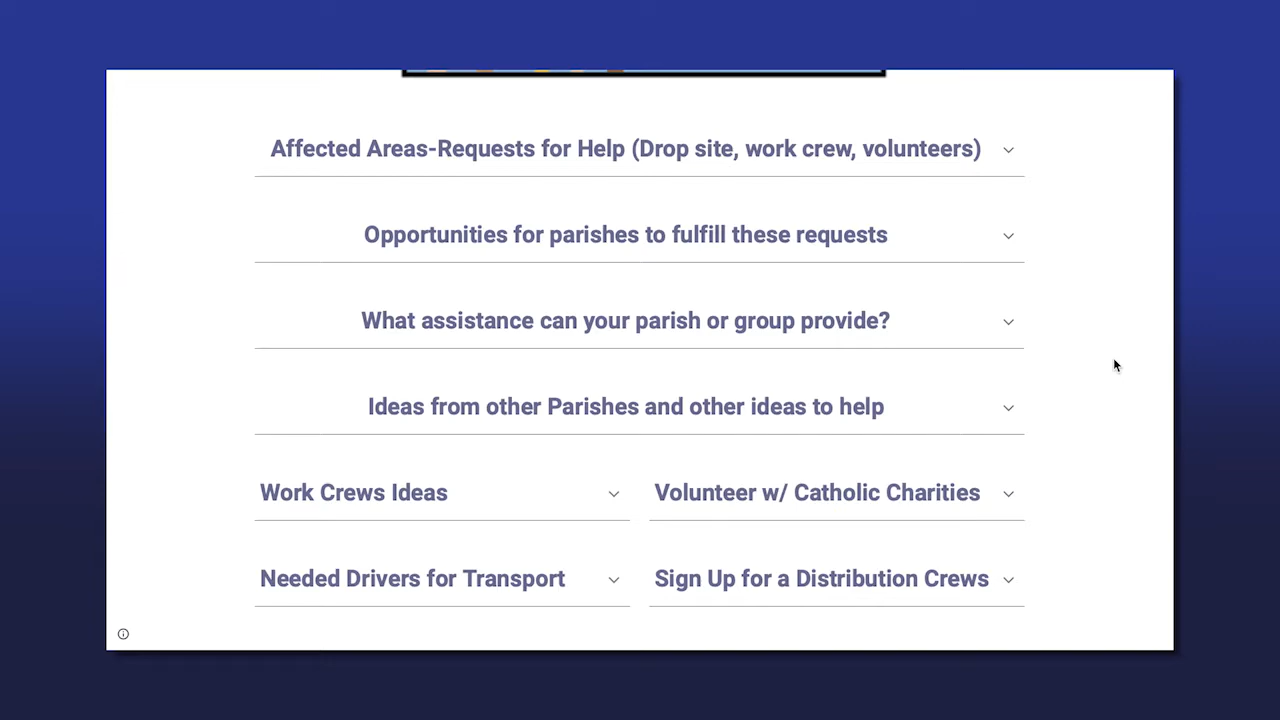 Affected Areas-Requests for Help (Drop site, work crew, volunteers)
Opportunities for parishes to fulfill these requests
What assistance can your parish or group provide?
Ideas from other Parishes and other ideas to help
Work Crews Ideas
Volunteer w/ Catholic Charities
Needed Drivers for Transport
Sign Up for a Distribution Crews